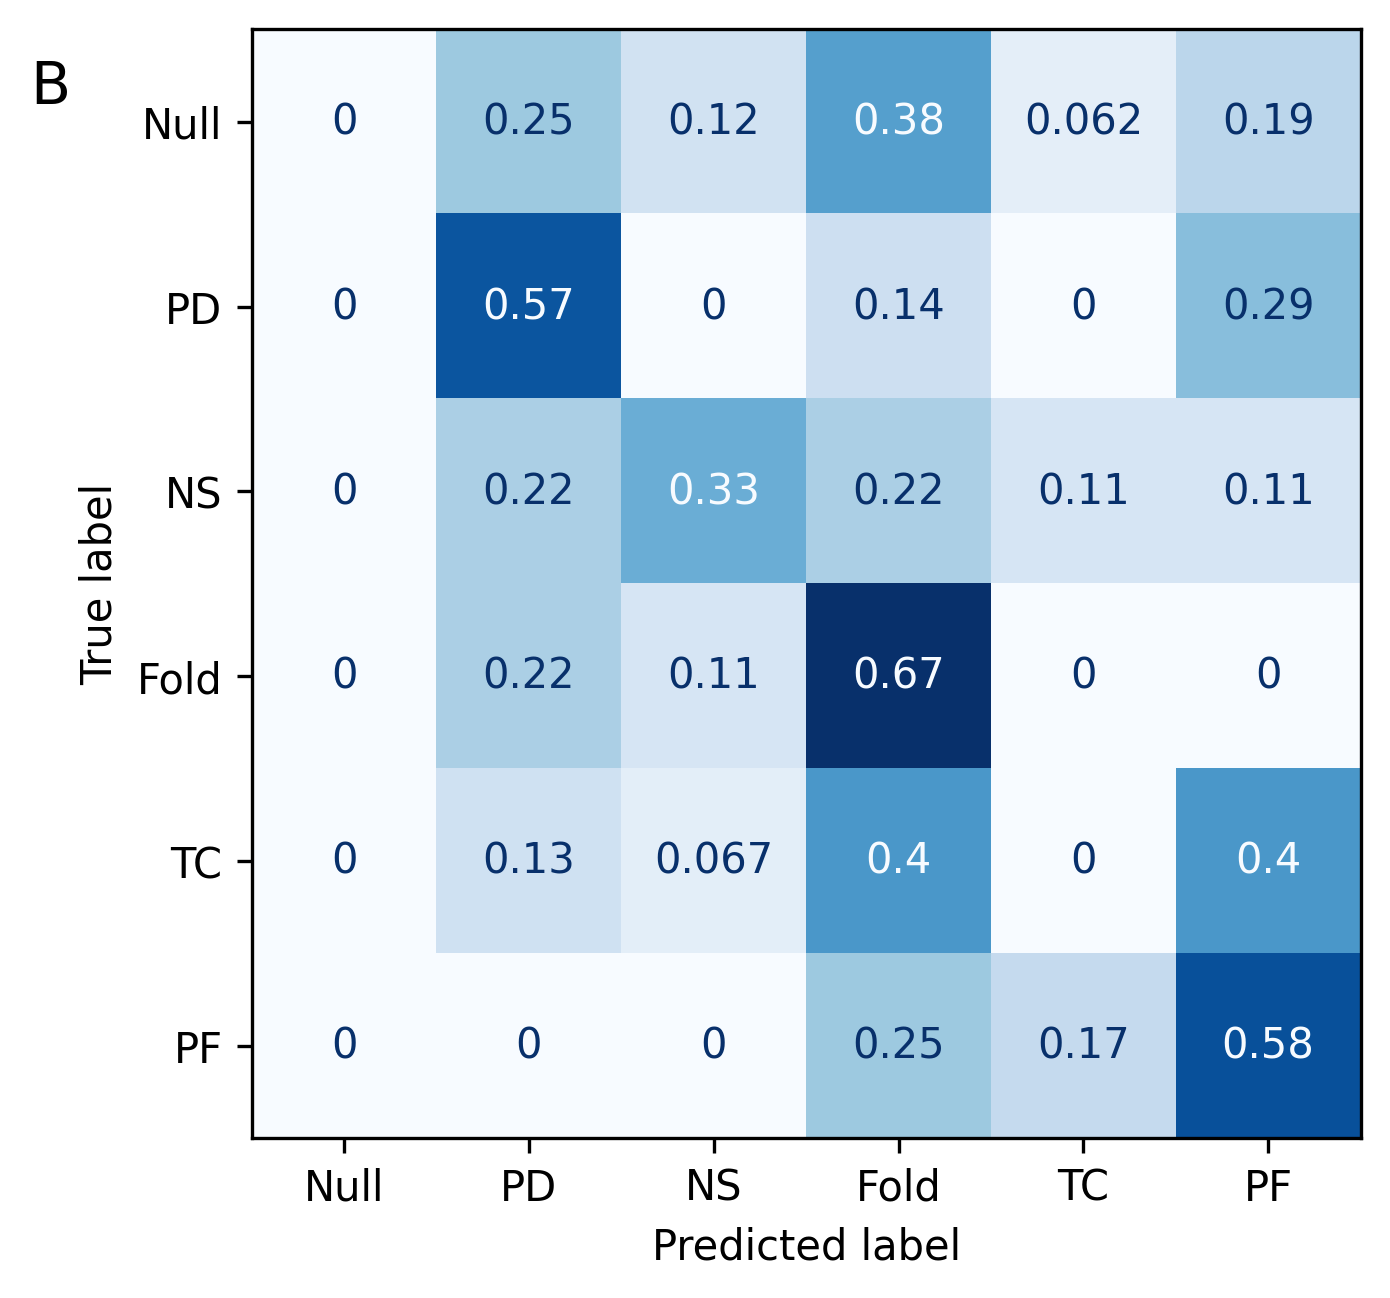 B
Null 0 0.25 0.12 0.38 0.062 0.19
PD 0 0.57 0 0.14 0 0.29
NS 0 0.22 0.33 0.22 0.11 0.11
Fold 0 0.22 0.11 0.67 0 0
TC 0 0.13 0.067 0.4 0 0.4
PF 0 0 0 0.25 0.17 0.58
True label
Null PD NS Fold TC PF
Predicted label